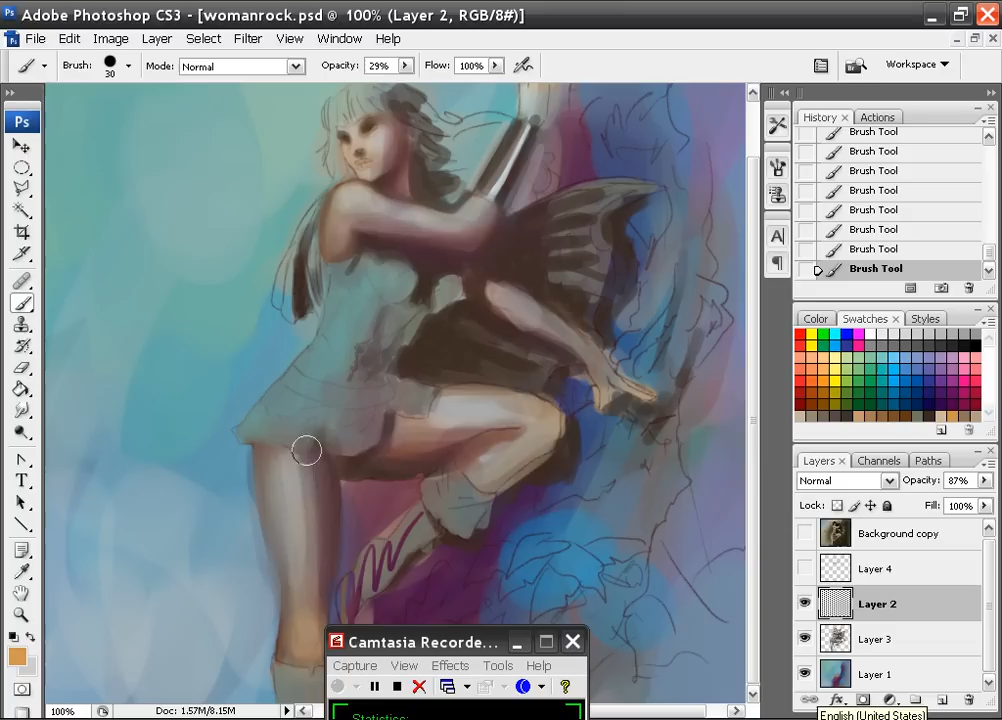 Ps Adobe Photoshop CS3 - [womanrock.psd @ 100% (Layer 2, RGB/8#)]
Ps File Edit Image Layer Select Filter View Window Help
Brush: 30 Mode: Normal Opacity: 29% Flow: 100% Workspace
Ps
T
A
History x Actions
Brush Tool
Brush Tool
Brush Tool
Brush Tool
Brush Tool
Brush Tool
Brush Tool
Brush Tool
Color Swatches x Styles
Layers x Channels Paths
Normal Opacity: 87%
Lock: Fill: 100%
Background copy
Layer 4
Layer 2
Layer 3
Layer 1
Camtasia Recorde...
Capture View Effects Tools Help
Statistics:
100% Doc: 1.57M/8.15M
English (United States)